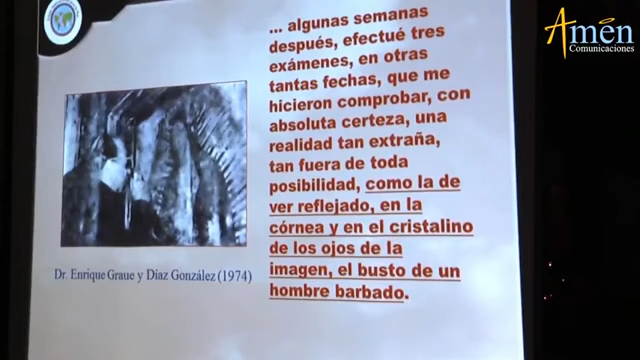 ... algunas semanas
después, efectué tres
exámenes, en otras
tantas fechas, que me
hicieron comprobar, con
absoluta certeza, una
realidad tan extraña,
tan fuera de toda
posibilidad, como la de
ver reflejado, en la
córnea y en el cristalino
de los ojos de la
imagen, el busto de un
hombre barbado.
Dr. Enrique Graue y Díaz González (1974)
Amén
Comunicaciones